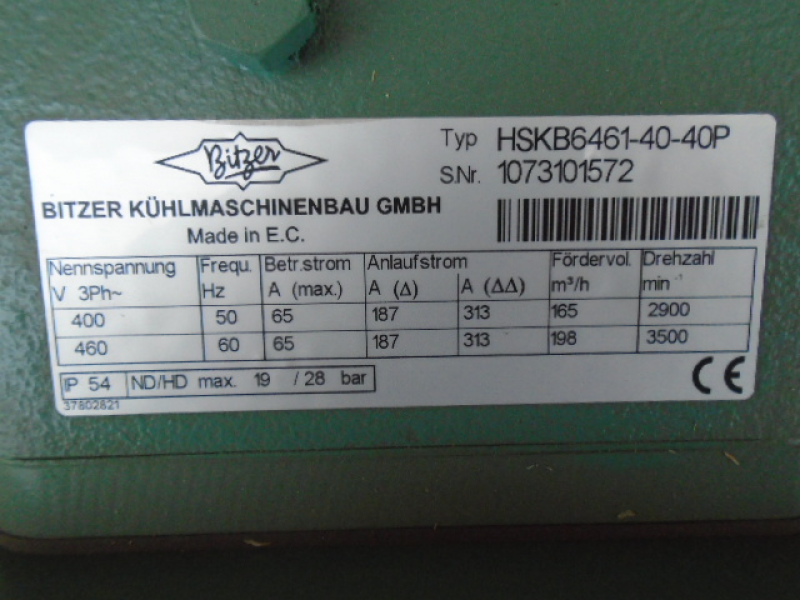 Bitzer
BITZER KÜHLMASCHINENBAU GMBH
Made in E.C.
Typ HSKB6461-40-40P
S.Nr. 1073101572
Nennspannung Frequ. Betr.strom Anlaufstrom Fördervol. Drehzahl
V 3Ph~ Hz A (max.) A (Δ) A (ΔΔ) m³/h min⁻¹
400 50 65 187 313 165 2900
460 60 65 187 313 198 3500
IP 54 ND/HD max. 19 / 28 bar
CE
37802821